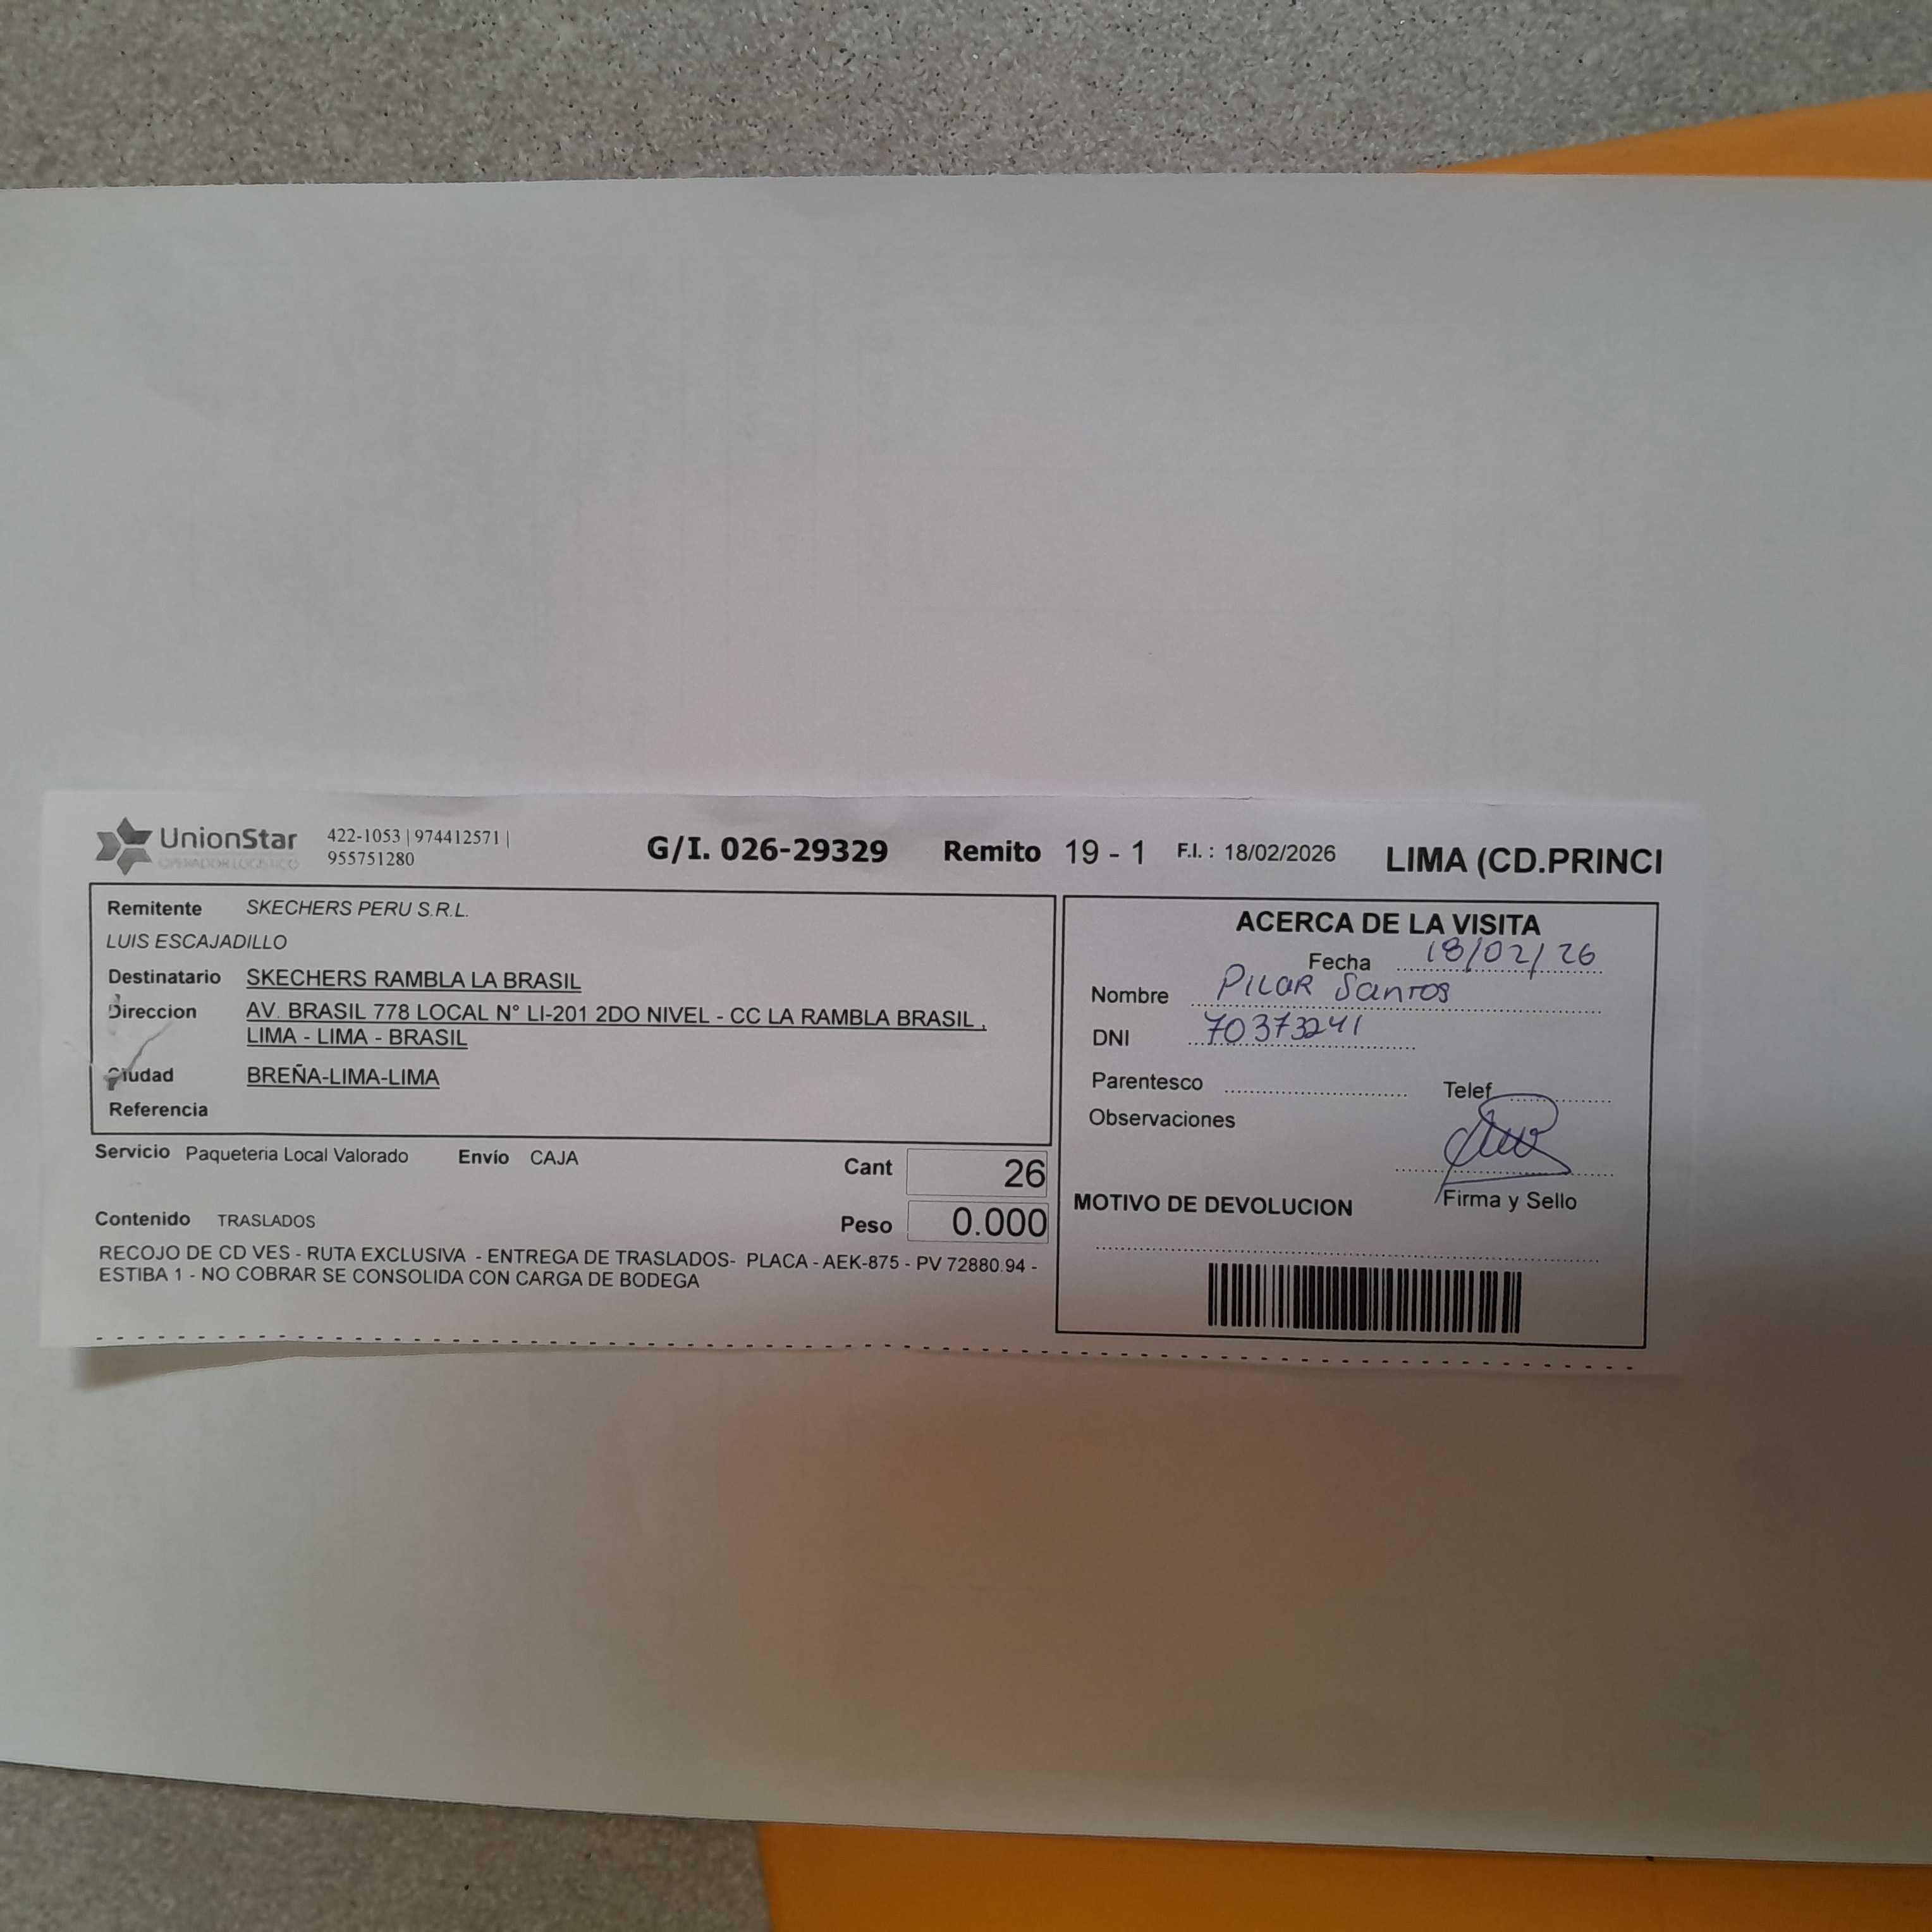 UnionStar
OPERADOR LOGISTICO
422-1053 | 974412571 |
955751280
G/I. 026-29329
Remito 19 - 1
F.I. : 18/02/2026
LIMA (CD.PRINCI
Remitente SKECHERS PERU S.R.L.
LUIS ESCAJADILLO
Destinatario SKECHERS RAMBLA LA BRASIL
Direccion AV. BRASIL 778 LOCAL N° LI-201 2DO NIVEL - CC LA RAMBLA BRASIL ,
LIMA - LIMA - BRASIL
Ciudad BREÑA-LIMA-LIMA
Referencia
Servicio Paqueteria Local Valorado Envío CAJA
Cant 26
Contenido TRASLADOS
Peso 0.000
RECOJO DE CD VES - RUTA EXCLUSIVA - ENTREGA DE TRASLADOS- PLACA - AEK-875 - PV 72880.94 -
ESTIBA 1 - NO COBRAR SE CONSOLIDA CON CARGA DE BODEGA
ACERCA DE LA VISITA
Fecha 18/02/26
Nombre PILAR Santos
DNI 70373241
Parentesco Telef
Observaciones
Firma y Sello
MOTIVO DE DEVOLUCION